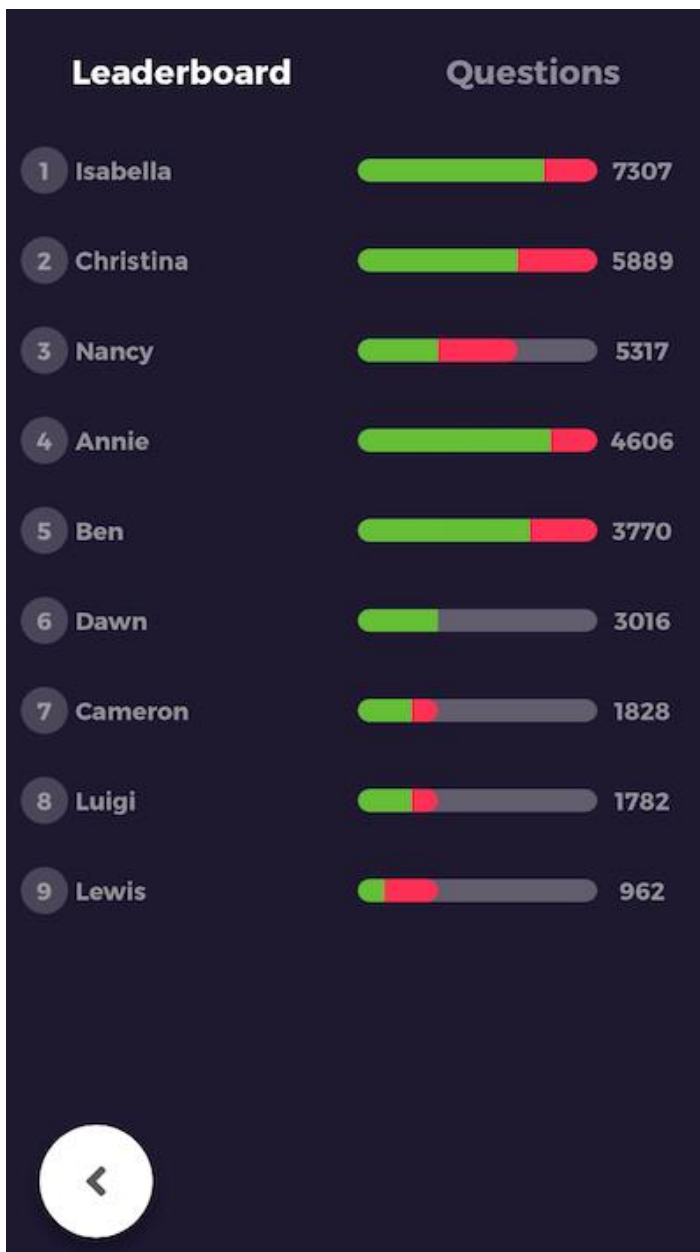 Leaderboard Questions
1 Isabella 7307
2 Christina 5889
3 Nancy 5317
4 Annie 4606
5 Ben 3770
6 Dawn 3016
7 Cameron 1828
8 Luigi 1782
9 Lewis 962